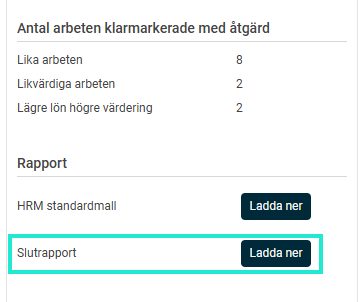 Antal arbeten klarmarkerade med åtgärd
Lika arbeten 8
Likvärdiga arbeten 2
Lägre lön högre värdering 2
Rapport
HRM standardmall Ladda ner
Slutrapport Ladda ner